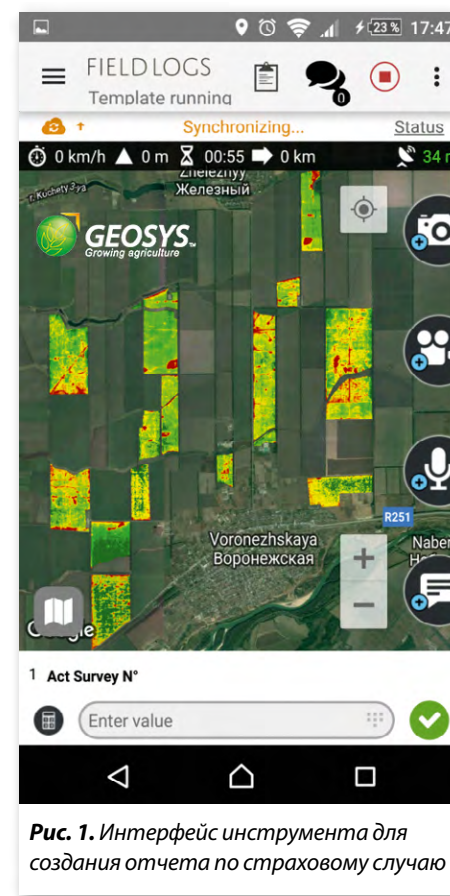 23 % 17:47
FIELD LOGS
Template running
0
Synchronizing...
Status
0 km/h 0 m 00:55 0 km 34
Zheleznyy
Железный
r. Kuchety 3-ya
GEOSYS
Growing agriculture
R251
Voronezhskaya
Воронежская
1 Act Survey N°
Enter value
Рис. 1. Интерфейс инструмента для
создания отчета по страховому случаю